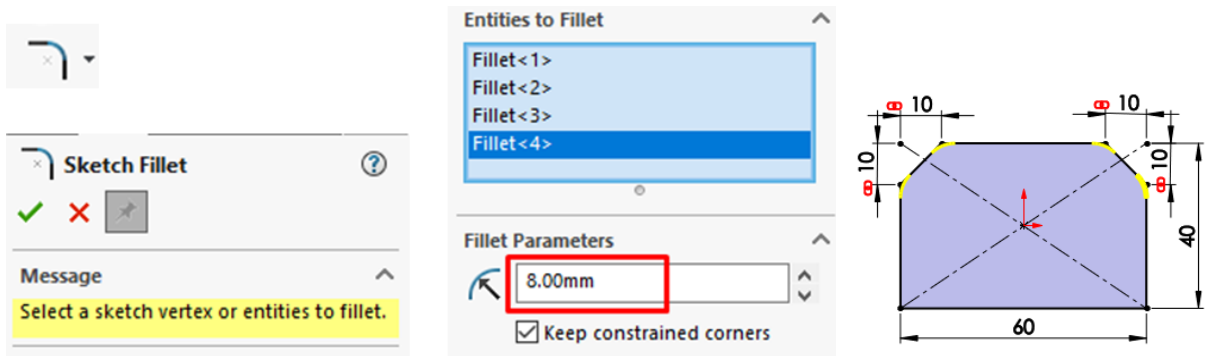 Sketch Fillet
?
Message
Select a sketch vertex or entities to fillet.
Entities to Fillet
Fillet<1>
Fillet<2>
Fillet<3>
Fillet<4>
Fillet Parameters
8.00mm
Keep constrained corners
10
10
10
10
40
60